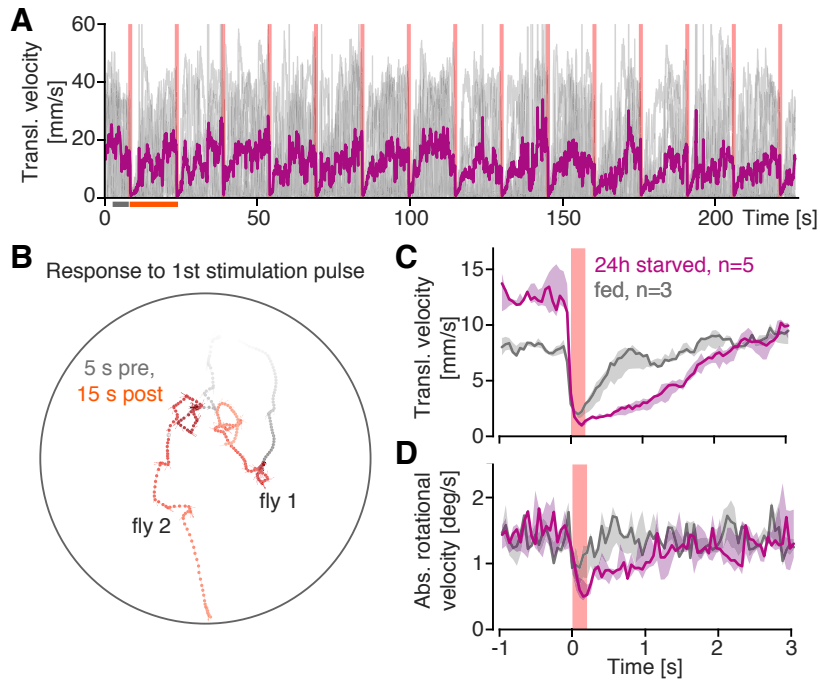 A
Transl. velocity
[mm/s]
60
40
20
0
0
50
100
150
200
Time [s]
B
Response to 1st stimulation pulse
5 s pre,
15 s post
fly 1
fly 2
C
24h starved, n=5
fed, n=3
Transl. velocity
[mm/s]
15
10
5
0
D
Abs. rotational
velocity [deg/s]
2
1
0
-1
0
1
2
3
Time [s]